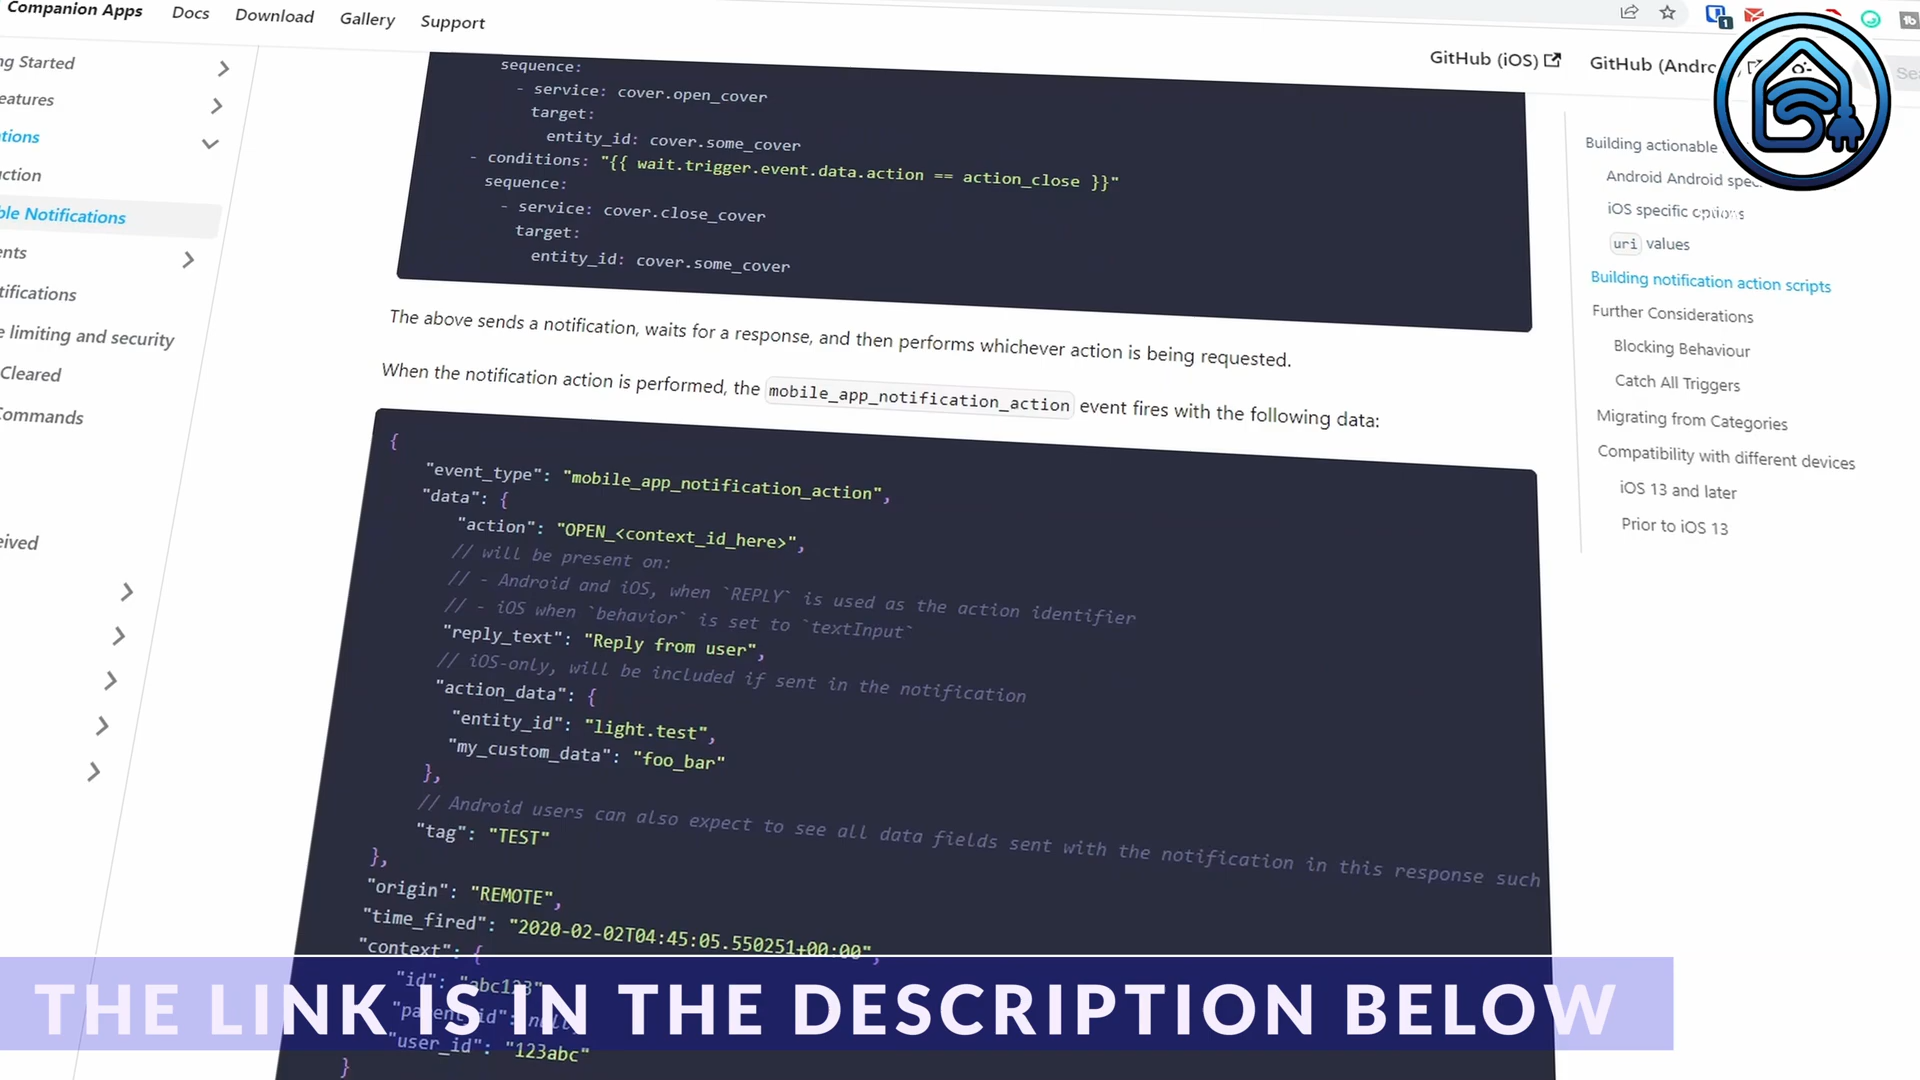 Companion Apps Docs Download Gallery Support
GitHub (iOS)
GitHub (Andro
Sea
ng Started
eatures
tions
ction
ble Notifications
ents
tifications
e limiting and security
Cleared
ommands
eived
sequence:
- service: cover.open_cover
target:
entity_id: cover.some_cover
- conditions: "{{ wait.trigger.event.data.action == action_close }}"
sequence:
- service: cover.close_cover
target:
entity_id: cover.some_cover
The above sends a notification, waits for a response, and then performs whichever action is being requested.
When the notification action is performed, the mobile_app_notification_action event fires with the following data:
{
"event_type": "mobile_app_notification_action",
"data": {
"action": "OPEN_<context_id_here>",
// will be present on:
// - Android and iOS, when `REPLY` is used as the action identifier
// - iOS when `behavior` is set to `textInput`
"reply_text": "Reply from user",
// iOS-only, will be included if sent in the notification
"action_data": {
"entity_id": "light.test",
"my_custom_data": "foo_bar"
},
// Android users can also expect to see all data fields sent with the notification in this response such
"tag": "TEST"
},
"origin": "REMOTE",
"time_fired": "2020-02-02T04:45:05.550251+00:00",
"context": {
"id": "abc123",
"parent_id": null,
"user_id": "123abc"
}
Building actionable
Android Android spec
iOS specific options
uri values
Building notification action scripts
Further Considerations
Blocking Behaviour
Catch All Triggers
Migrating from Categories
Compatibility with different devices
iOS 13 and later
Prior to iOS 13
THE LINK IS IN THE DESCRIPTION BELOW